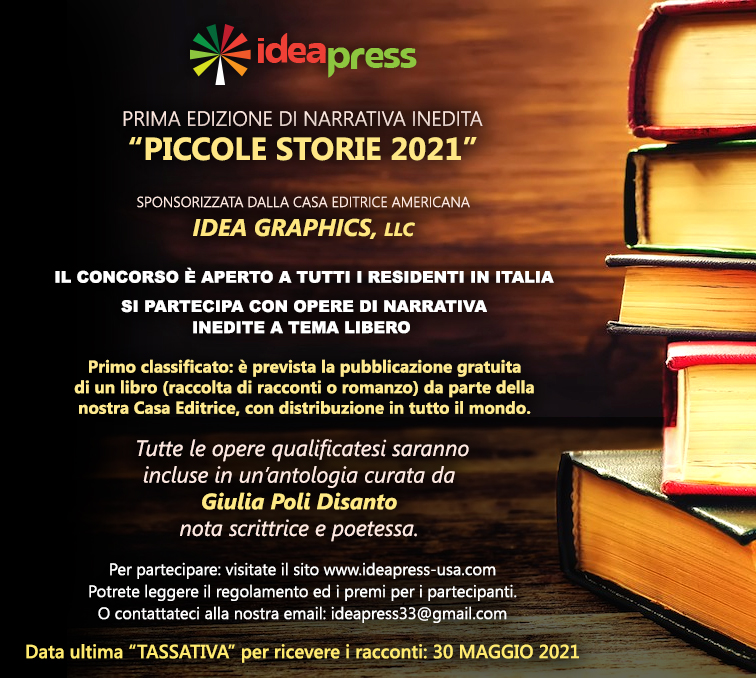 ideapress
PRIMA EDIZIONE DI NARRATIVA INEDITA
“PICCOLE STORIE 2021”
SPONSORIZZATA DALLA CASA EDITRICE AMERICANA
IDEA GRAPHICS, LLC
IL CONCORSO È APERTO A TUTTI I RESIDENTI IN ITALIA
SI PARTECIPA CON OPERE DI NARRATIVA
INEDITE A TEMA LIBERO
Primo classificato: è prevista la pubblicazione gratuita
di un libro (raccolta di racconti o romanzo) da parte della
nostra Casa Editrice, con distribuzione in tutto il mondo.
Tutte le opere qualificatesi saranno
incluse in un’antologia curata da
Giulia Poli Disanto
nota scrittrice e poetessa.
Per partecipare: visitate il sito www.ideapress-usa.com
Potrete leggere il regolamento ed i premi per i partecipanti.
O contattateci alla nostra email: ideapress33@gmail.com
Data ultima “TASSATIVA” per ricevere i racconti: 30 MAGGIO 2021